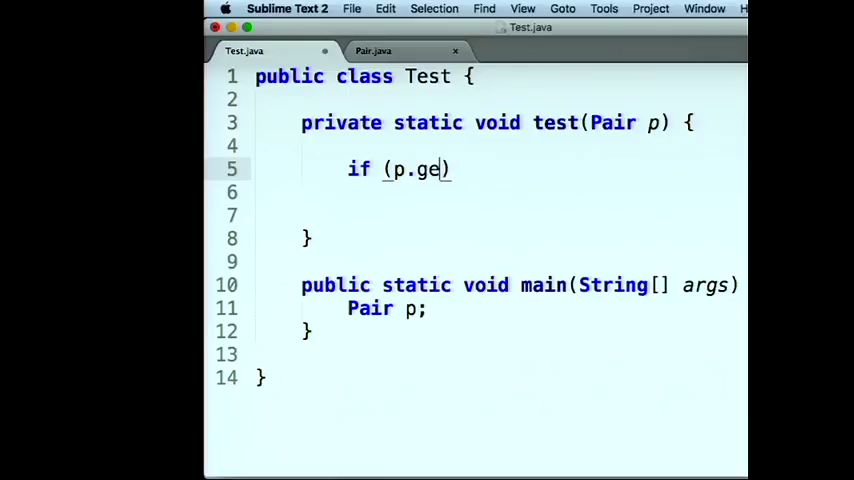 Sublime Text 2 File Edit Selection Find View Goto Tools Project Window H
Test.java
Test.java Pair.java
1 public class Test {
2
3 private static void test(Pair p) {
4
5 if (p.ge)
6
7
8 }
9
10 public static void main(String[] args)
11 Pair p;
12 }
13
14 }